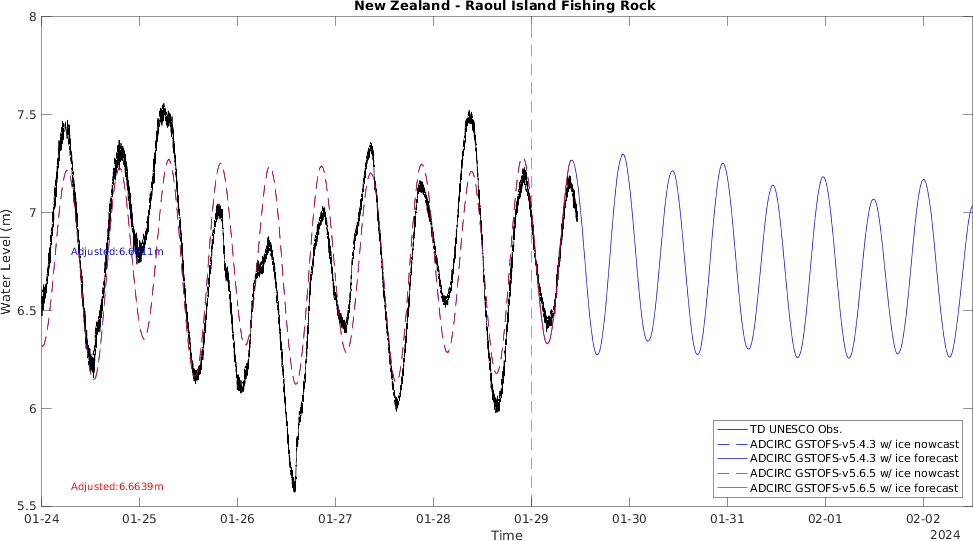 New Zealand - Raoul Island Fishing Rock
8
7.5
7
6.5
6
5.5
Water Level (m)
Adjusted:6.6639m
TD UNESCO Obs.
ADCIRC GSTOFS-v5.4.3 w/ ice nowcast
ADCIRC GSTOFS-v5.4.3 w/ ice forecast
ADCIRC GSTOFS-v5.6.5 w/ ice nowcast
ADCIRC GSTOFS-v5.6.5 w/ ice forecast
01-24
01-25
01-26
01-27
01-28
01-29
01-30
01-31
02-01
02-02
Time
2024